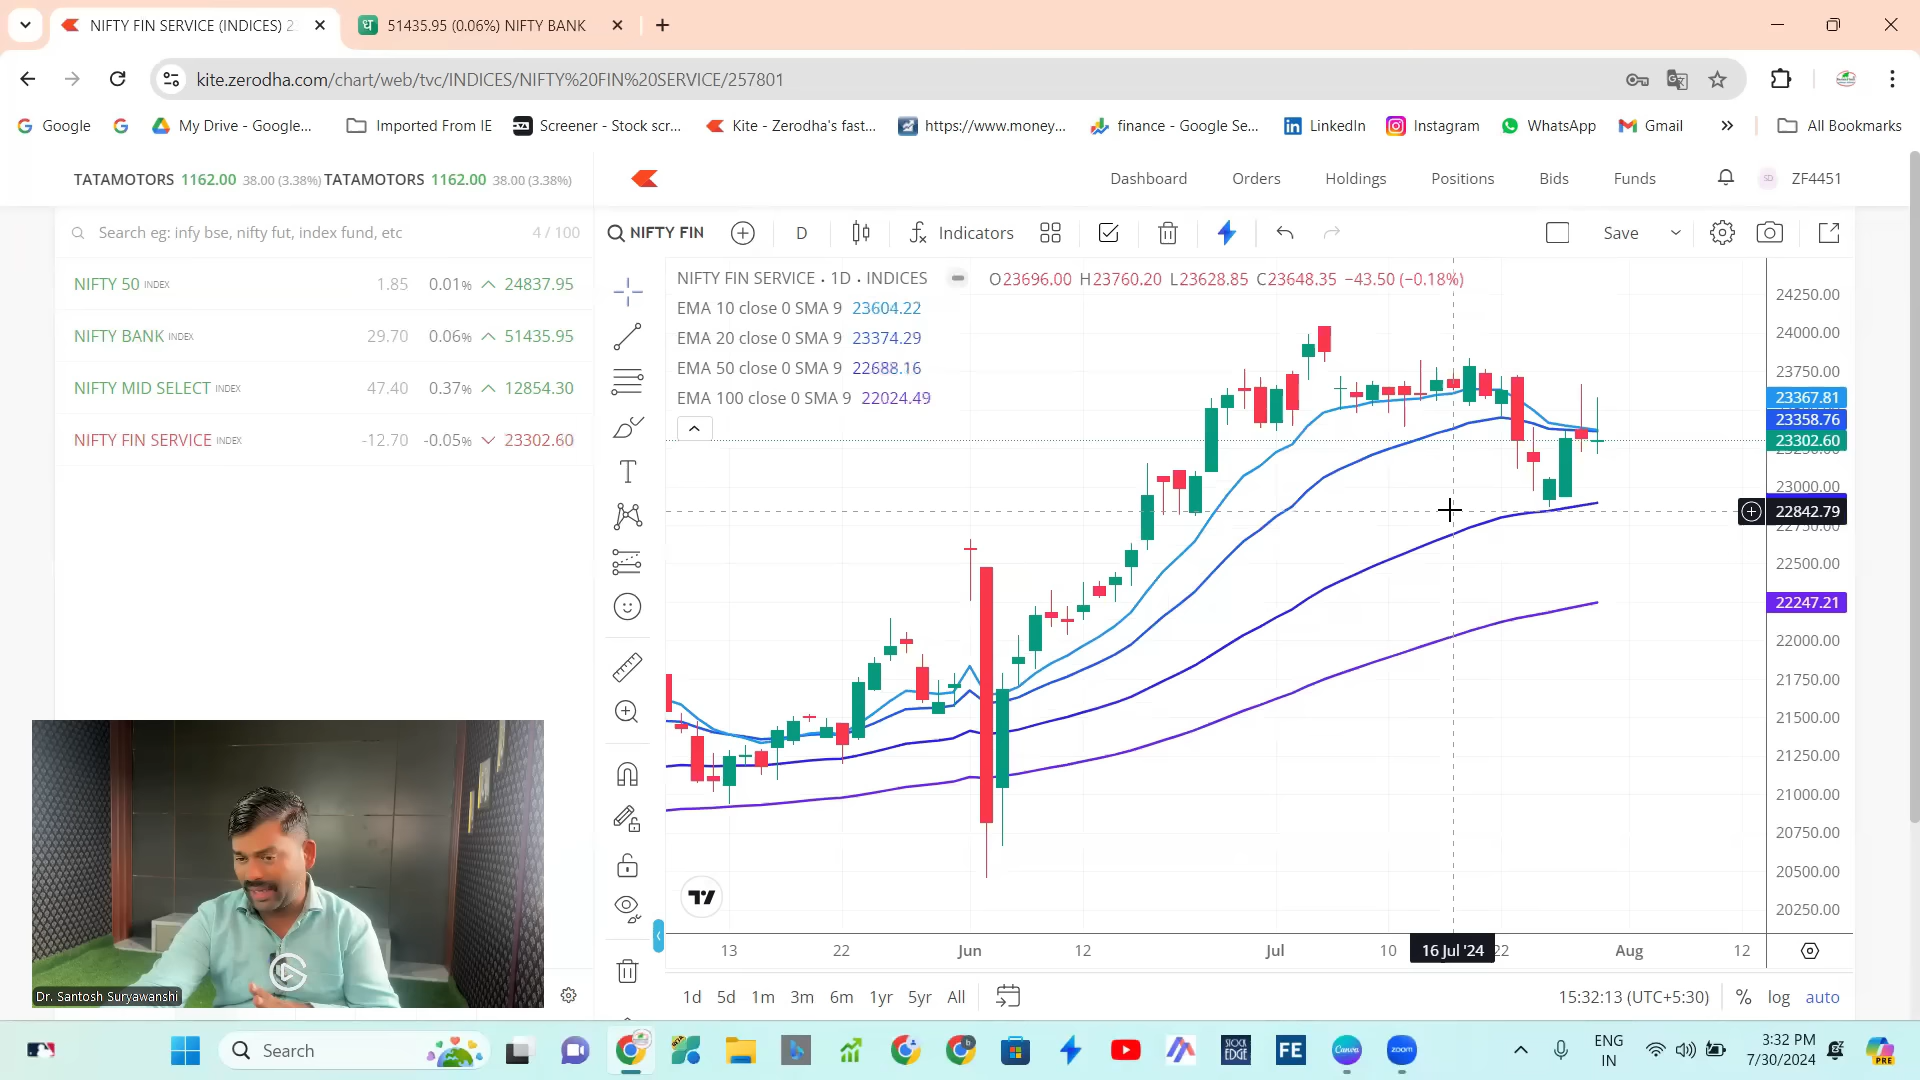 NIFTY FIN SERVICE (INDICES) 2
51435.95 (0.06%) NIFTY BANK
kite.zerodha.com/chart/web/tvc/INDICES/NIFTY%20FIN%20SERVICE/257801
Google
My Drive - Google...
Imported From IE
Screener - Stock scr...
Kite - Zerodha's fast...
https://www.money...
finance - Google Se...
LinkedIn
Instagram
WhatsApp
Gmail
All Bookmarks
TATAMOTORS 1162.00 38.00 (3.38%) TATAMOTORS 1162.00 38.00 (3.38%)
Dashboard Orders Holdings Positions Bids Funds
SD ZF4451
Search eg: infy bse, nifty fut, index fund, etc 4 / 100
NIFTY 50 INDEX 1.85 0.01% 24837.95
NIFTY BANK INDEX 29.70 0.06% 51435.95
NIFTY MID SELECT INDEX 47.40 0.37% 12854.30
NIFTY FIN SERVICE INDEX -12.70 -0.05% 23302.60
NIFTY FIN D Indicators Save
NIFTY FIN SERVICE · 1D · INDICES O23696.00 H23760.20 L23628.85 C23648.35 −43.50 (−0.18%)
EMA 10 close 0 SMA 9 23604.22
EMA 20 close 0 SMA 9 23374.29
EMA 50 close 0 SMA 9 22688.16
EMA 100 close 0 SMA 9 22024.49
24250.00
24000.00
23750.00
23367.81
23358.76
23302.60
23000.00
22842.79
22750.00
22500.00
22247.21
22000.00
21750.00
21500.00
21250.00
21000.00
20750.00
20500.00
20250.00
13 22 Jun 12 Jul 10 16 Jul '24 22 Aug 12
1d 5d 1m 3m 6m 1yr 5yr All
15:32:13 (UTC+5:30) % log auto
Dr. Santosh Suryawanshi
Search
STOCK EDGE
FE
Canva
zoom
ENG
IN
3:32 PM
7/30/2024
PRE